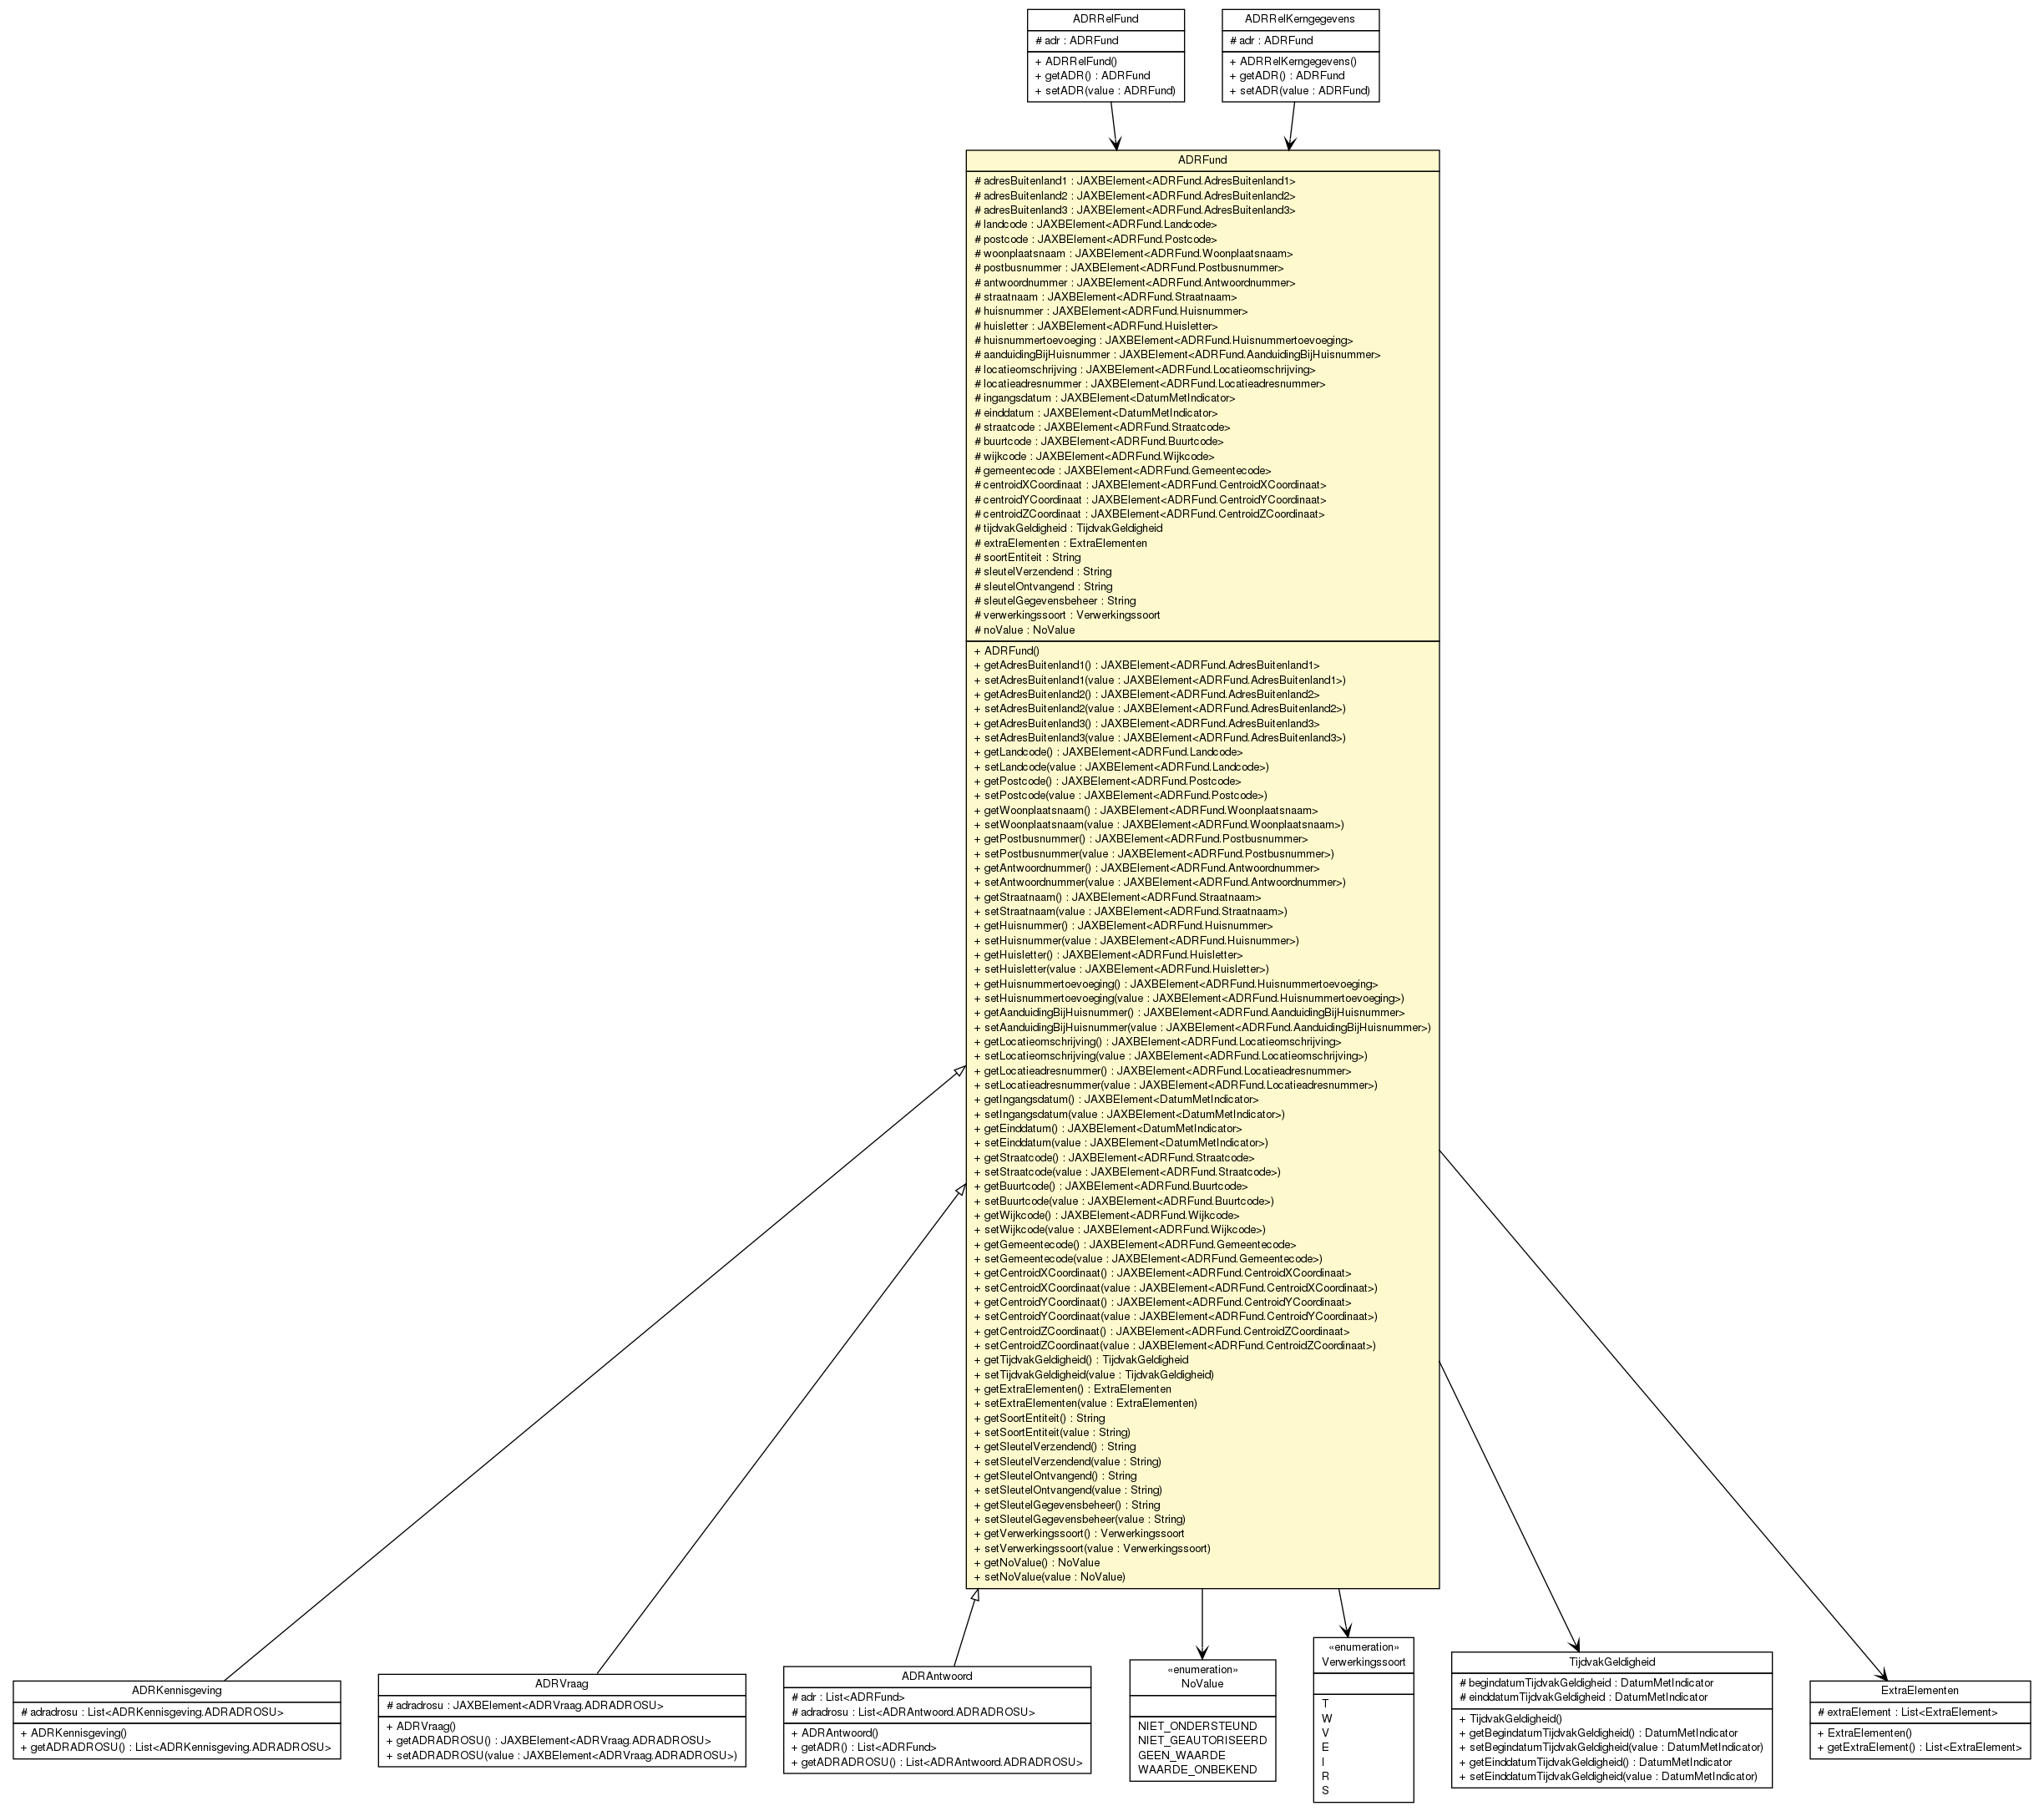 ADRRelFund
# adr : ADRFund
+ ADRRelFund()
+ getADR() : ADRFund
+ setADR(value : ADRFund)
ADRRelKerngegevens
# adr : ADRFund
+ ADRRelKerngegevens()
+ getADR() : ADRFund
+ setADR(value : ADRFund)
ADRFund
# adresBuitenland1 : JAXBElement<ADRFund.AdresBuitenland1>
# adresBuitenland2 : JAXBElement<ADRFund.AdresBuitenland2>
# adresBuitenland3 : JAXBElement<ADRFund.AdresBuitenland3>
# landcode : JAXBElement<ADRFund.Landcode>
# postcode : JAXBElement<ADRFund.Postcode>
# woonplaatsnaam : JAXBElement<ADRFund.Woonplaatsnaam>
# postbusnummer : JAXBElement<ADRFund.Postbusnummer>
# antwoordnummer : JAXBElement<ADRFund.Antwoordnummer>
# straatnaam : JAXBElement<ADRFund.Straatnaam>
# huisnummer : JAXBElement<ADRFund.Huisnummer>
# huisletter : JAXBElement<ADRFund.Huisletter>
# huisnummertoevoeging : JAXBElement<ADRFund.Huisnummertoevoeging>
# aanduidingBijHuisnummer : JAXBElement<ADRFund.AanduidingBijHuisnummer>
# locatieomschrijving : JAXBElement<ADRFund.Locatieomschrijving>
# locatieadresnummer : JAXBElement<ADRFund.Locatieadresnummer>
# ingangsdatum : JAXBElement<DatumMetIndicator>
# einddatum : JAXBElement<DatumMetIndicator>
# straatcode : JAXBElement<ADRFund.Straatcode>
# buurtcode : JAXBElement<ADRFund.Buurtcode>
# wijkcode : JAXBElement<ADRFund.Wijkcode>
# gemeentecode : JAXBElement<ADRFund.Gemeentecode>
# centroidXCoordinaat : JAXBElement<ADRFund.CentroidXCoordinaat>
# centroidYCoordinaat : JAXBElement<ADRFund.CentroidYCoordinaat>
# centroidZCoordinaat : JAXBElement<ADRFund.CentroidZCoordinaat>
# tijdvakGeldigheid : TijdvakGeldigheid
# extraElementen : ExtraElementen
# soortEntiteit : String
# sleutelVerzendend : String
# sleutelOntvangend : String
# sleutelGegevensbeheer : String
# verwerkingssoort : Verwerkingssoort
# noValue : NoValue
+ ADRFund()
+ getAdresBuitenland1() : JAXBElement<ADRFund.AdresBuitenland1>
+ setAdresBuitenland1(value : JAXBElement<ADRFund.AdresBuitenland1>)
+ getAdresBuitenland2() : JAXBElement<ADRFund.AdresBuitenland2>
+ setAdresBuitenland2(value : JAXBElement<ADRFund.AdresBuitenland2>)
+ getAdresBuitenland3() : JAXBElement<ADRFund.AdresBuitenland3>
+ setAdresBuitenland3(value : JAXBElement<ADRFund.AdresBuitenland3>)
+ getLandcode() : JAXBElement<ADRFund.Landcode>
+ setLandcode(value : JAXBElement<ADRFund.Landcode>)
+ getPostcode() : JAXBElement<ADRFund.Postcode>
+ setPostcode(value : JAXBElement<ADRFund.Postcode>)
+ getWoonplaatsnaam() : JAXBElement<ADRFund.Woonplaatsnaam>
+ setWoonplaatsnaam(value : JAXBElement<ADRFund.Woonplaatsnaam>)
+ getPostbusnummer() : JAXBElement<ADRFund.Postbusnummer>
+ setPostbusnummer(value : JAXBElement<ADRFund.Postbusnummer>)
+ getAntwoordnummer() : JAXBElement<ADRFund.Antwoordnummer>
+ setAntwoordnummer(value : JAXBElement<ADRFund.Antwoordnummer>)
+ getStraatnaam() : JAXBElement<ADRFund.Straatnaam>
+ setStraatnaam(value : JAXBElement<ADRFund.Straatnaam>)
+ getHuisnummer() : JAXBElement<ADRFund.Huisnummer>
+ setHuisnummer(value : JAXBElement<ADRFund.Huisnummer>)
+ getHuisletter() : JAXBElement<ADRFund.Huisletter>
+ setHuisletter(value : JAXBElement<ADRFund.Huisletter>)
+ getHuisnummertoevoeging() : JAXBElement<ADRFund.Huisnummertoevoeging>
+ setHuisnummertoevoeging(value : JAXBElement<ADRFund.Huisnummertoevoeging>)
+ getAanduidingBijHuisnummer() : JAXBElement<ADRFund.AanduidingBijHuisnummer>
+ setAanduidingBijHuisnummer(value : JAXBElement<ADRFund.AanduidingBijHuisnummer>)
+ getLocatieomschrijving() : JAXBElement<ADRFund.Locatieomschrijving>
+ setLocatieomschrijving(value : JAXBElement<ADRFund.Locatieomschrijving>)
+ getLocatieadresnummer() : JAXBElement<ADRFund.Locatieadresnummer>
+ setLocatieadresnummer(value : JAXBElement<ADRFund.Locatieadresnummer>)
+ getIngangsdatum() : JAXBElement<DatumMetIndicator>
+ setIngangsdatum(value : JAXBElement<DatumMetIndicator>)
+ getEinddatum() : JAXBElement<DatumMetIndicator>
+ setEinddatum(value : JAXBElement<DatumMetIndicator>)
+ getStraatcode() : JAXBElement<ADRFund.Straatcode>
+ setStraatcode(value : JAXBElement<ADRFund.Straatcode>)
+ getBuurtcode() : JAXBElement<ADRFund.Buurtcode>
+ setBuurtcode(value : JAXBElement<ADRFund.Buurtcode>)
+ getWijkcode() : JAXBElement<ADRFund.Wijkcode>
+ setWijkcode(value : JAXBElement<ADRFund.Wijkcode>)
+ getGemeentecode() : JAXBElement<ADRFund.Gemeentecode>
+ setGemeentecode(value : JAXBElement<ADRFund.Gemeentecode>)
+ getCentroidXCoordinaat() : JAXBElement<ADRFund.CentroidXCoordinaat>
+ setCentroidXCoordinaat(value : JAXBElement<ADRFund.CentroidXCoordinaat>)
+ getCentroidYCoordinaat() : JAXBElement<ADRFund.CentroidYCoordinaat>
+ setCentroidYCoordinaat(value : JAXBElement<ADRFund.CentroidYCoordinaat>)
+ getCentroidZCoordinaat() : JAXBElement<ADRFund.CentroidZCoordinaat>
+ setCentroidZCoordinaat(value : JAXBElement<ADRFund.CentroidZCoordinaat>)
+ getTijdvakGeldigheid() : TijdvakGeldigheid
+ setTijdvakGeldigheid(value : TijdvakGeldigheid)
+ getExtraElementen() : ExtraElementen
+ setExtraElementen(value : ExtraElementen)
+ getSoortEntiteit() : String
+ setSoortEntiteit(value : String)
+ getSleutelVerzendend() : String
+ setSleutelVerzendend(value : String)
+ getSleutelOntvangend() : String
+ setSleutelOntvangend(value : String)
+ getSleutelGegevensbeheer() : String
+ setSleutelGegevensbeheer(value : String)
+ getVerwerkingssoort() : Verwerkingssoort
+ setVerwerkingssoort(value : Verwerkingssoort)
+ getNoValue() : NoValue
+ setNoValue(value : NoValue)
ADRKennisgeving
# adradrosu : List<ADRKennisgeving.ADRADROSU>
+ ADRKennisgeving()
+ getADRADROSU() : List<ADRKennisgeving.ADRADROSU>
ADRVraag
# adradrosu : JAXBElement<ADRVraag.ADRADROSU>
+ ADRVraag()
+ getADRADROSU() : JAXBElement<ADRVraag.ADRADROSU>
+ setADRADROSU(value : JAXBElement<ADRVraag.ADRADROSU>)
ADRAntwoord
# adr : List<ADRFund>
# adradrosu : List<ADRAntwoord.ADRADROSU>
+ ADRAntwoord()
+ getADR() : List<ADRFund>
+ getADRADROSU() : List<ADRAntwoord.ADRADROSU>
«enumeration»
NoValue
NIET_ONDERSTEUND
NIET_GEAUTORISEERD
GEEN_WAARDE
WAARDE_ONBEKEND
«enumeration»
Verwerkingssoort
T
W
V
E
I
R
S
TijdvakGeldigheid
# begindatumTijdvakGeldigheid : DatumMetIndicator
# einddatumTijdvakGeldigheid : DatumMetIndicator
+ TijdvakGeldigheid()
+ getBegindatumTijdvakGeldigheid() : DatumMetIndicator
+ setBegindatumTijdvakGeldigheid(value : DatumMetIndicator)
+ getEinddatumTijdvakGeldigheid() : DatumMetIndicator
+ setEinddatumTijdvakGeldigheid(value : DatumMetIndicator)
ExtraElementen
# extraElement : List<ExtraElement>
+ ExtraElementen()
+ getExtraElement() : List<ExtraElement>